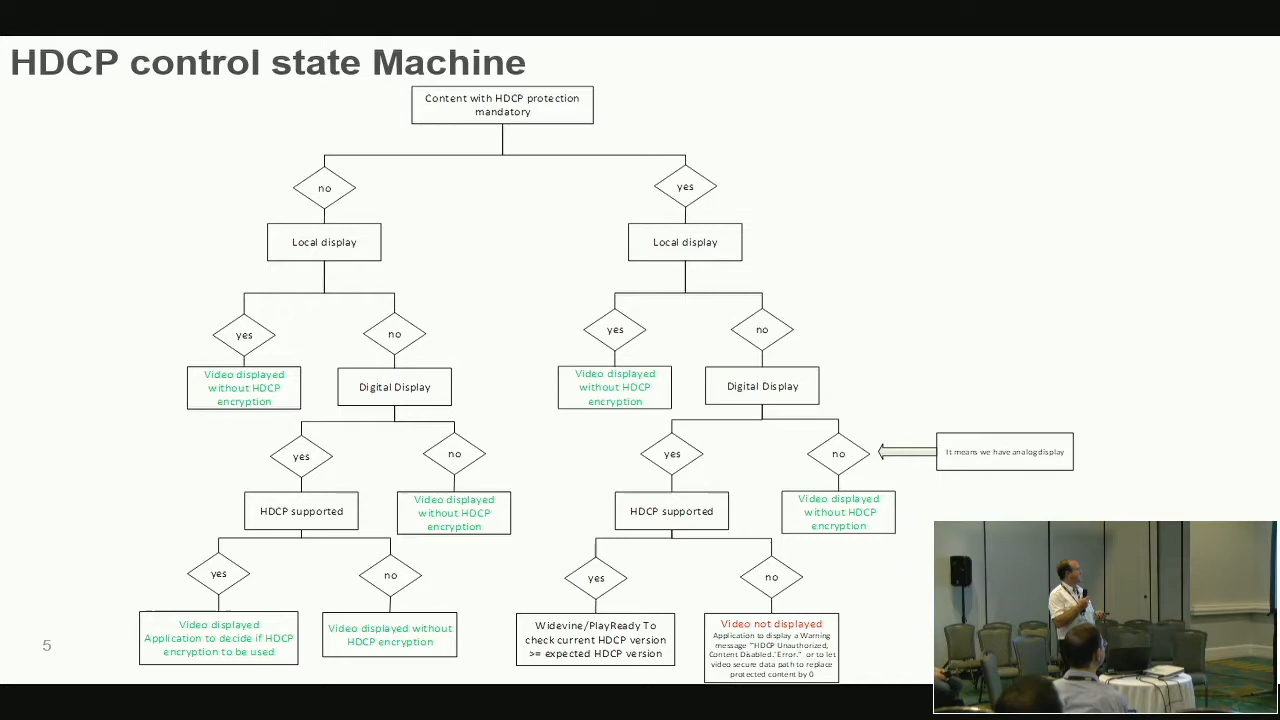 HDCP control state Machine
Content with HDCP protection
mandatory
no
yes
Local display
Local display
yes
no
yes
no
Video displayed
without HDCP
encryption
Digital Display
Video displayed
without HDCP
encryption
Digital Display
yes
no
yes
no
It means we have analog display
HDCP supported
Video displayed
without HDCP
encryption
HDCP supported
Video displayed
without HDCP
encryption
yes
no
yes
no
Video displayed
Application to decide if HDCP
encryption to be used
Video displayed without
HDCP encryption
Widevine/PlayReady To
check current HDCP version
>= expected HDCP version
Video not displayed
Application to display a Warning
message "'HDCP Unauthorized,
Content Disabled.' Error." or to let
video secure data path to replace
protected content by 0
5